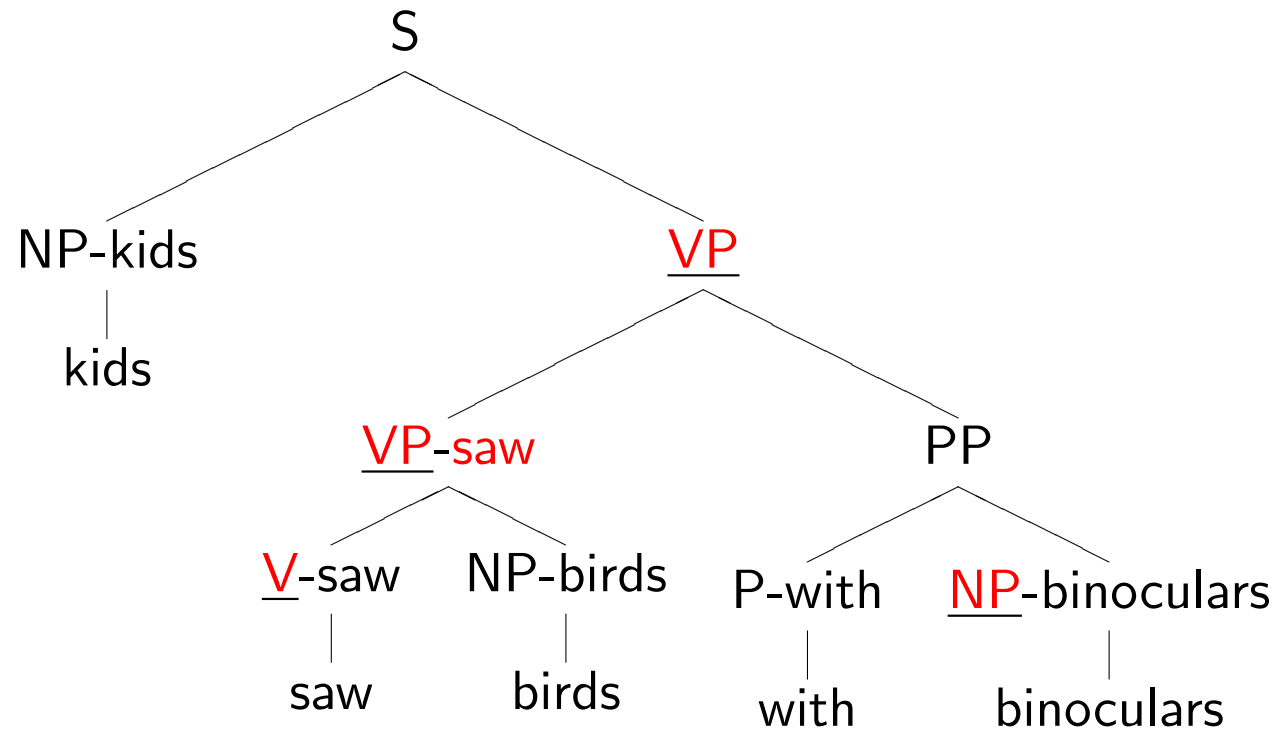 S
NP-kids VP
kids
VP-saw PP
V-saw NP-birds P-with NP-binoculars
saw birds with binoculars